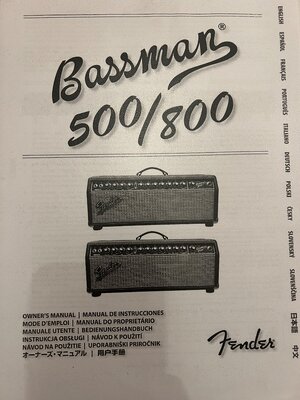 Bassman®
500/800
ENGLISH ESPAÑOL FRANÇAIS PORTUGUÊS ITALIANO DEUTSCH POLSKI ČESKY SLOVENSKY SLOVENŠČINA 日本語 中文
Fender
Fender
OWNER'S MANUAL | MANUAL DE INSTRUCCIONES
MODE D'EMPLOI | MANUAL DO PROPRIETÁRIO
MANUALE UTENTE | BEDIENUNGSHANDBUCH
INSTRUKCJA OBSŁUGI | NÁVOD K POUŽITÍ
NÁVOD NA POUŽITIE | UPORABNIŠKI PRIROČNIK
オーナーズ・マニュアル | 用户手册
Fender